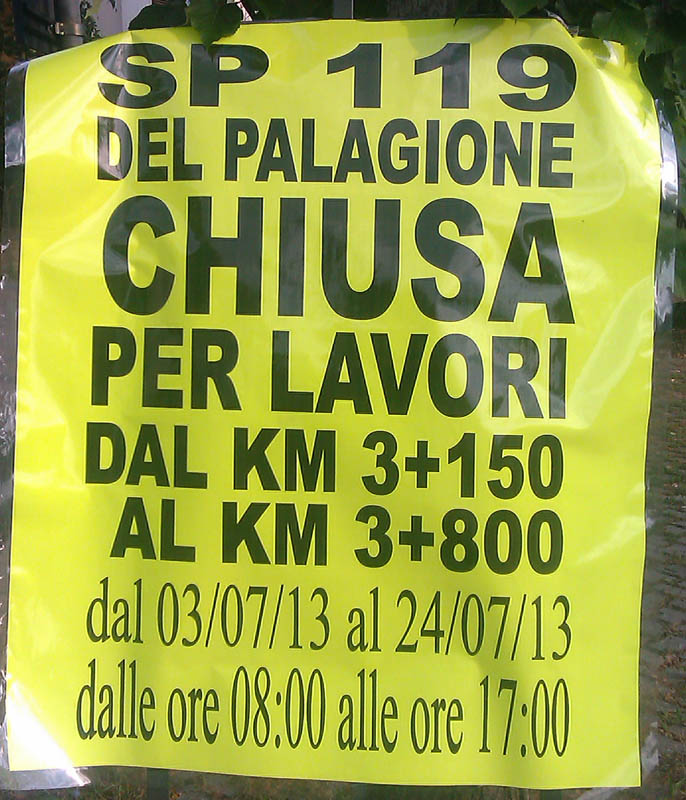 SP 119
DEL PALAGIONE
CHIUSA
PER LAVORI
DAL KM 3+150
AL KM 3+800
dal 03/07/13 al 24/07/13
dalle ore 08:00 alle ore 17:00